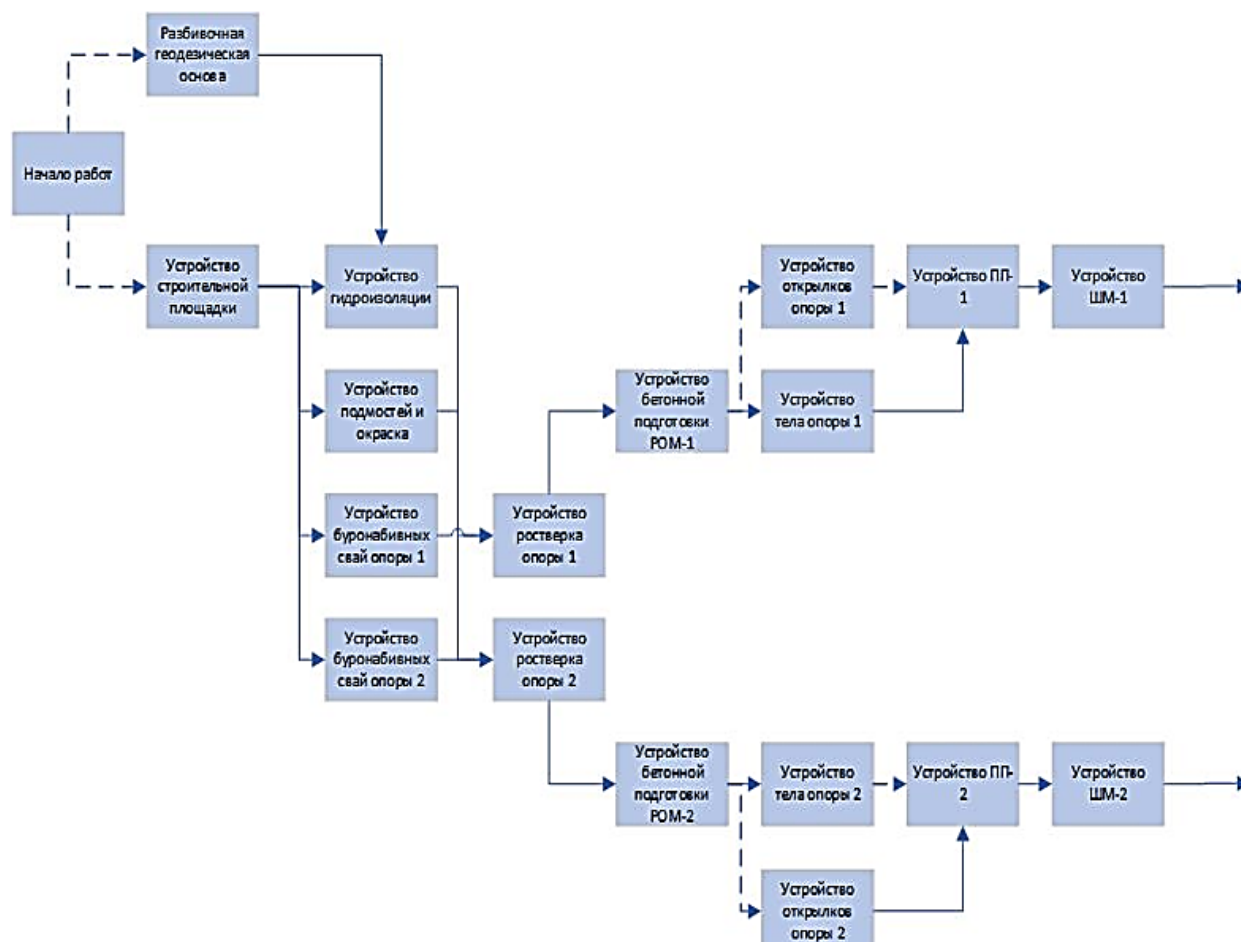 Разбивочная
геодезическая
основа
Начало работ
Устройство
строительной
площадки
Устройство
гидроизоляции
Устройство
подмостей и
окраска
Устройство
буронабивных
свай опоры 1
Устройство
буронабивных
свай опоры 2
Устройство
ростверка
опоры 1
Устройство
ростверка
опоры 2
Устройство
бетонной
подготовки
РОМ-1
Устройство
открылков
опоры 1
Устройство
тела опоры 1
Устройство ПП-
1
Устройство
ШМ-1
Устройство
бетонной
подготовки
РОМ-2
Устройство
тела опоры 2
Устройство
открылков
опоры 2
Устройство ПП-
2
Устройство
ШМ-2